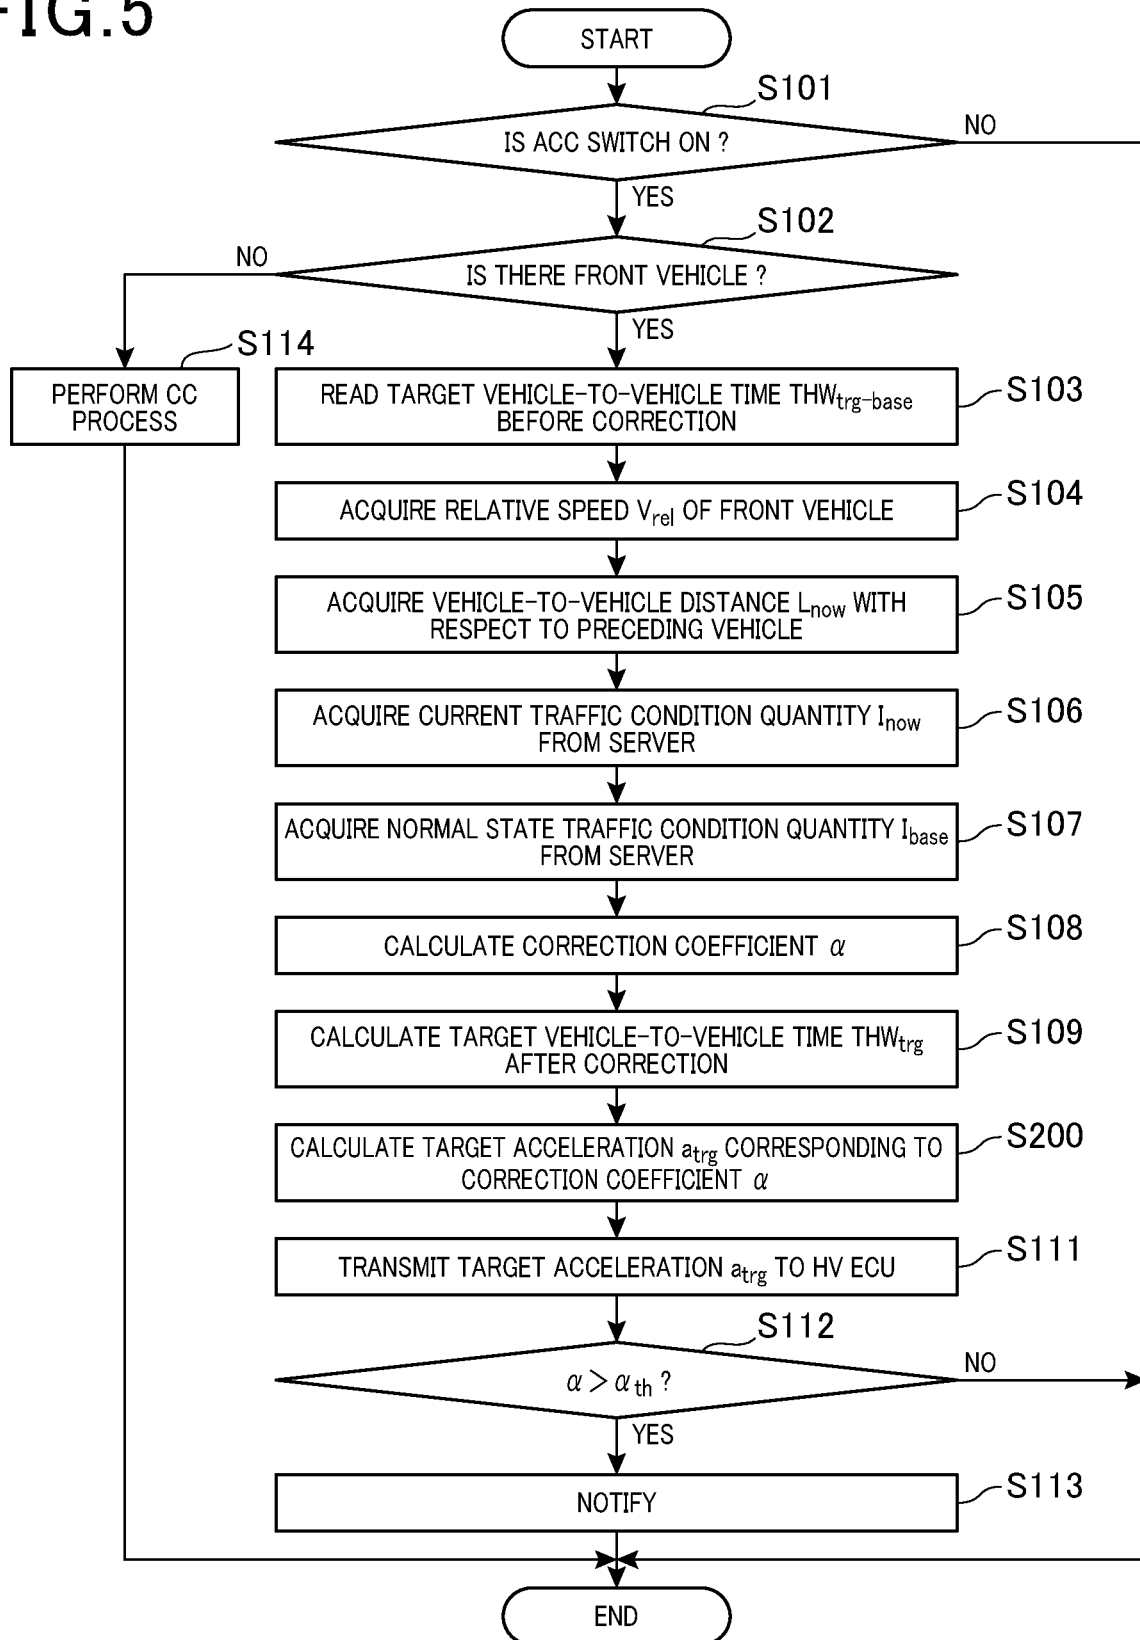 FIG.5
START
S101
IS ACC SWITCH ON ?
NO
YES
S102
NO
IS THERE FRONT VEHICLE ?
YES
S114
PERFORM CC
PROCESS
READ TARGET VEHICLE-TO-VEHICLE TIME THWtrg-base
BEFORE CORRECTION
S103
ACQUIRE RELATIVE SPEED Vrel OF FRONT VEHICLE
S104
ACQUIRE VEHICLE-TO-VEHICLE DISTANCE Lnow WITH
RESPECT TO PRECEDING VEHICLE
S105
ACQUIRE CURRENT TRAFFIC CONDITION QUANTITY Inow
FROM SERVER
S106
ACQUIRE NORMAL STATE TRAFFIC CONDITION QUANTITY Ibase
FROM SERVER
S107
CALCULATE CORRECTION COEFFICIENT α
S108
CALCULATE TARGET VEHICLE-TO-VEHICLE TIME THWtrg
AFTER CORRECTION
S109
CALCULATE TARGET ACCELERATION atrg CORRESPONDING TO
CORRECTION COEFFICIENT α
S200
TRANSMIT TARGET ACCELERATION atrg TO HV ECU
S111
S112
α > αth ?
NO
YES
NOTIFY
S113
END